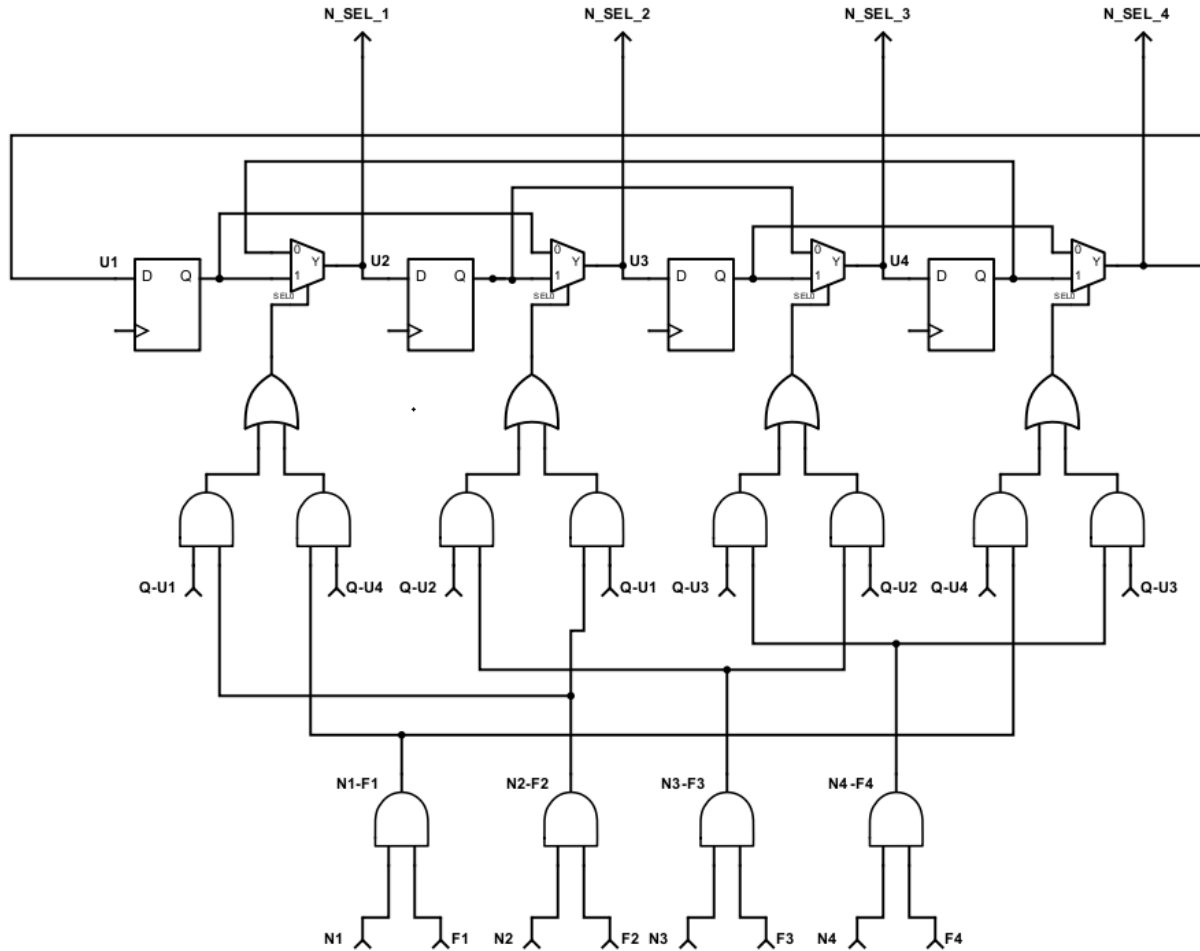 N_SEL_1 N_SEL_2 N_SEL_3 N_SEL_4
U1 D Q 0 1 Y SEL0 U2 D Q 0 1 Y SEL0 U3 D Q 0 1 Y SEL0 U4 D Q 0 1 Y SEL0
Q-U1 Q-U4 Q-U2 Q-U1 Q-U3 Q-U2 Q-U4 Q-U3
N1-F1 N2-F2 N3-F3 N4-F4
N1 F1 N2 F2 N3 F3 N4 F4